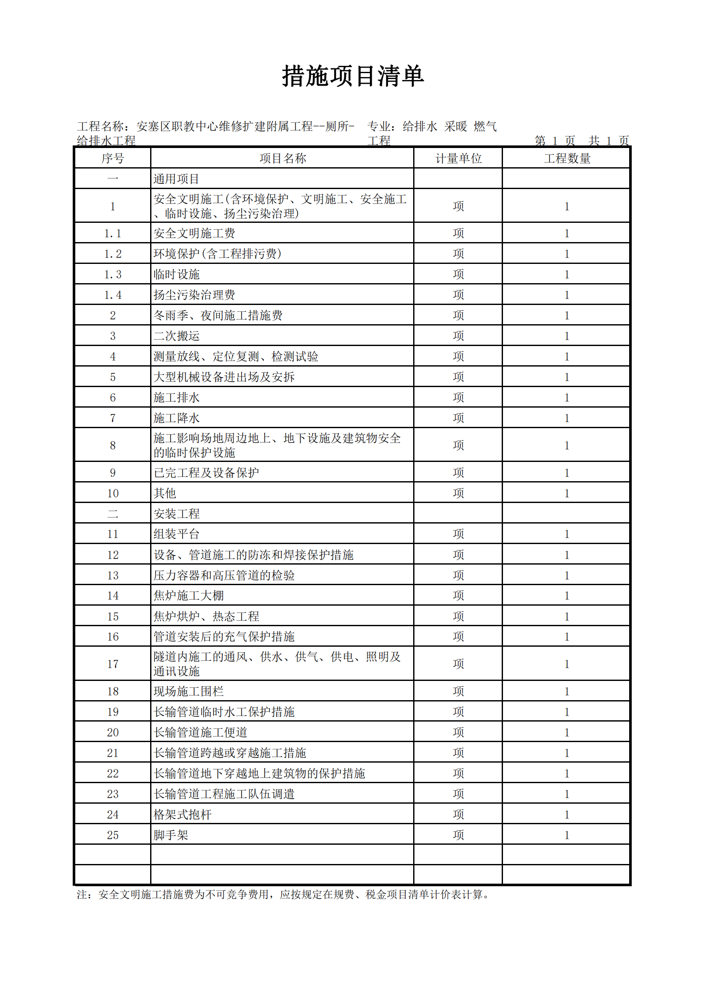 措施项目清单
工程名称：安塞区职教中心维修扩建附属工程--厕所- 专业：给排水 采暖 燃气
给排水工程 工程 第 1 页 共 1 页
序号 项目名称 计量单位 工程数量
一 通用项目
1 安全文明施工(含环境保护、文明施工、安全施工
、临时设施、扬尘污染治理) 项 1
1.1 安全文明施工费 项 1
1.2 环境保护(含工程排污费) 项 1
1.3 临时设施 项 1
1.4 扬尘污染治理费 项 1
2 冬雨季、夜间施工措施费 项 1
3 二次搬运 项 1
4 测量放线、定位复测、检测试验 项 1
5 大型机械设备进出场及安拆 项 1
6 施工排水 项 1
7 施工降水 项 1
8 施工影响场地周边地上、地下设施及建筑物安全
的临时保护设施 项 1
9 已完工程及设备保护 项 1
10 其他 项 1
二 安装工程
11 组装平台 项 1
12 设备、管道施工的防冻和焊接保护措施 项 1
13 压力容器和高压管道的检验 项 1
14 焦炉施工大棚 项 1
15 焦炉烘炉、热态工程 项 1
16 管道安装后的充气保护措施 项 1
17 隧道内施工的通风、供水、供气、供电、照明及
通讯设施 项 1
18 现场施工围栏 项 1
19 长输管道临时水工保护措施 项 1
20 长输管道施工便道 项 1
21 长输管道跨越或穿越施工措施 项 1
22 长输管道地下穿越地上建筑物的保护措施 项 1
23 长输管道工程施工队伍调遣 项 1
24 格架式抱杆 项 1
25 脚手架 项 1
注：安全文明施工措施费为不可竞争费用，应按规定在规费、税金项目清单计价表计算。